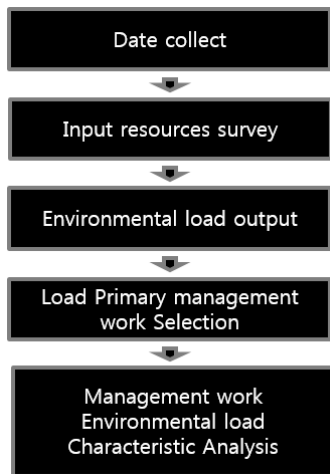 Date collect
Input resources survey
Environmental load output
Load Primary management
work Selection
Management work
Environmental load
Characteristic Analysis